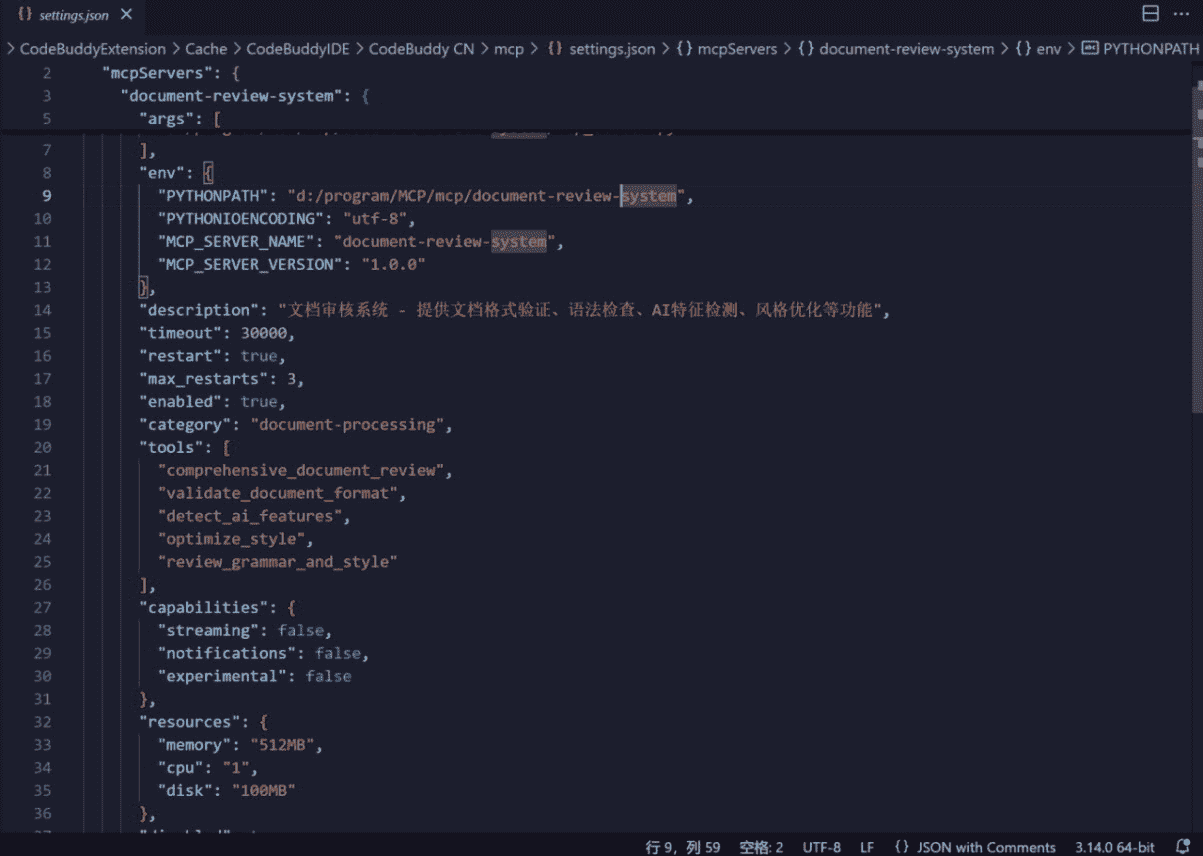 {} settings.json ×
> CodeBuddyExtension > Cache > CodeBuddyIDE > CodeBuddy CN > mcp > {} settings.json > {} mcpServers > {} document-review-system > {} env > PYTHONPATH
2 "mcpServers": {
3 "document-review-system": {
5 "args": [
7 ],
8 "env": {
9 "PYTHONPATH": "d:/program/MCP/mcp/document-review-system",
10 "PYTHONIOENCODING": "utf-8",
11 "MCP_SERVER_NAME": "document-review-system",
12 "MCP_SERVER_VERSION": "1.0.0"
13 },
14 "description": "文档审核系统 - 提供文档格式验证、语法检查、AI特征检测、风格优化等功能",
15 "timeout": 30000,
16 "restart": true,
17 "max_restarts": 3,
18 "enabled": true,
19 "category": "document-processing",
20 "tools": [
21 "comprehensive_document_review",
22 "validate_document_format",
23 "detect_ai_features",
24 "optimize_style",
25 "review_grammar_and_style"
26 ],
27 "capabilities": {
28 "streaming": false,
29 "notifications": false,
30 "experimental": false
31 },
32 "resources": {
33 "memory": "512MB",
34 "cpu": "1",
35 "disk": "100MB"
36 },
行 9，列 59 空格: 2 UTF-8 LF {} JSON with Comments 3.14.0 64-bit